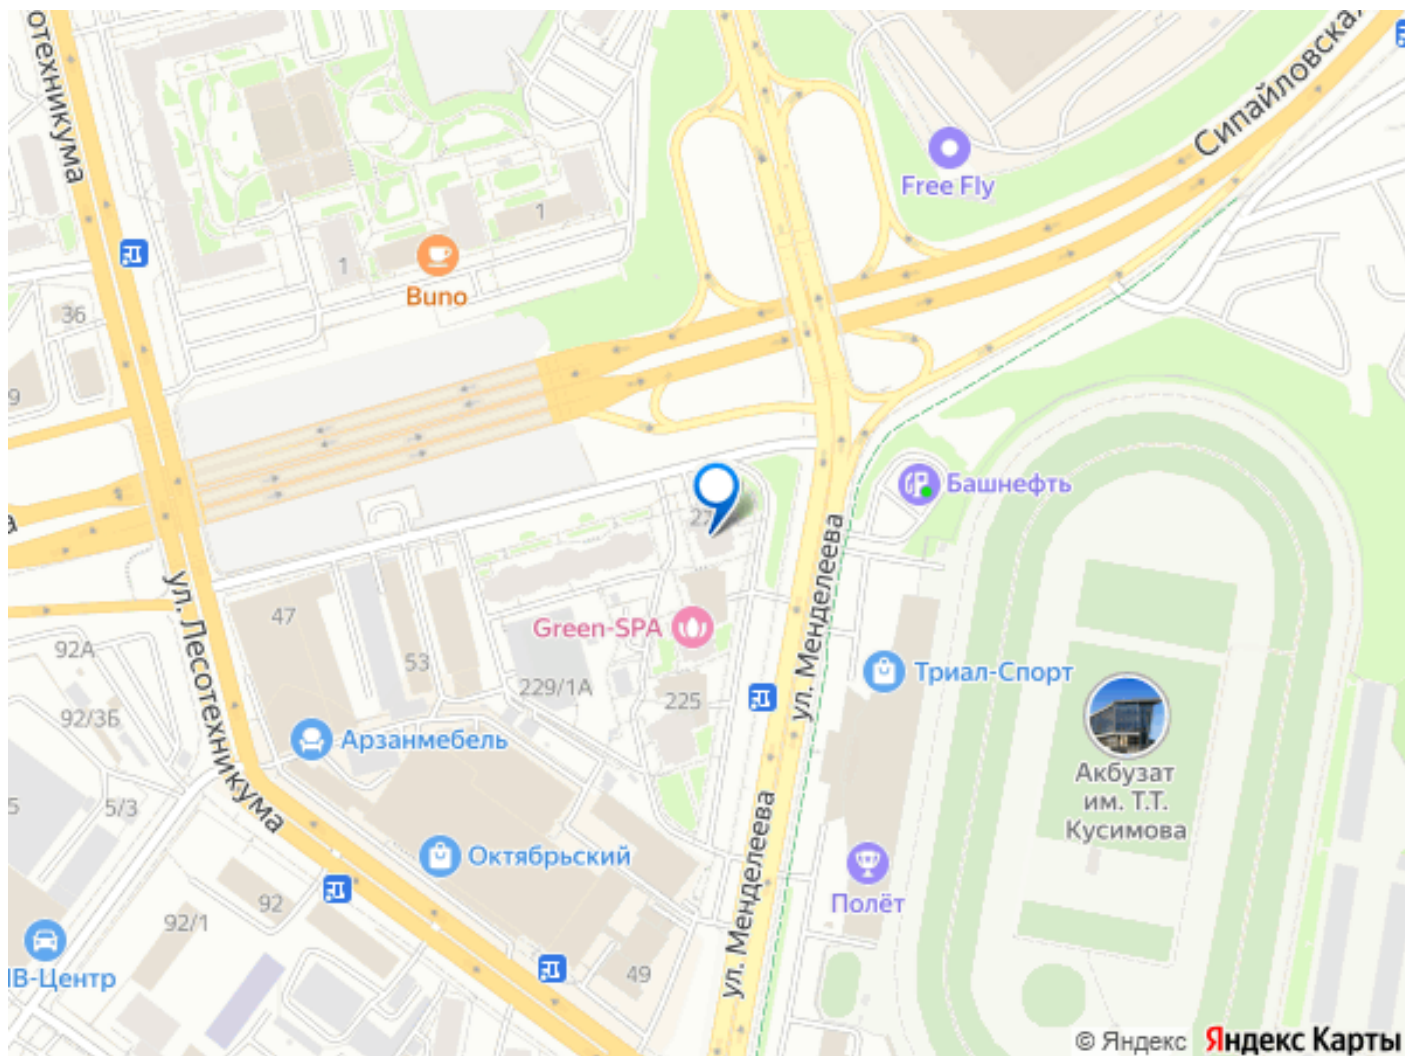 Сипайловская
отехникума
Free Fly
1
1
Buno
36
9
Башнефть
227
а
ул. Менделеева
ул. Лесотехникума
47
Green-SPA
92А
53
229/1А
225
Триал-Спорт
92/3Б
Арзанмебель
Акбузат
им. Т.Т.
Кусимова
5
5/3
Октябрьский
ул. Менделеева
92
92/1
Полёт
49
IВ-Центр
© Яндекс Яндекс Карты